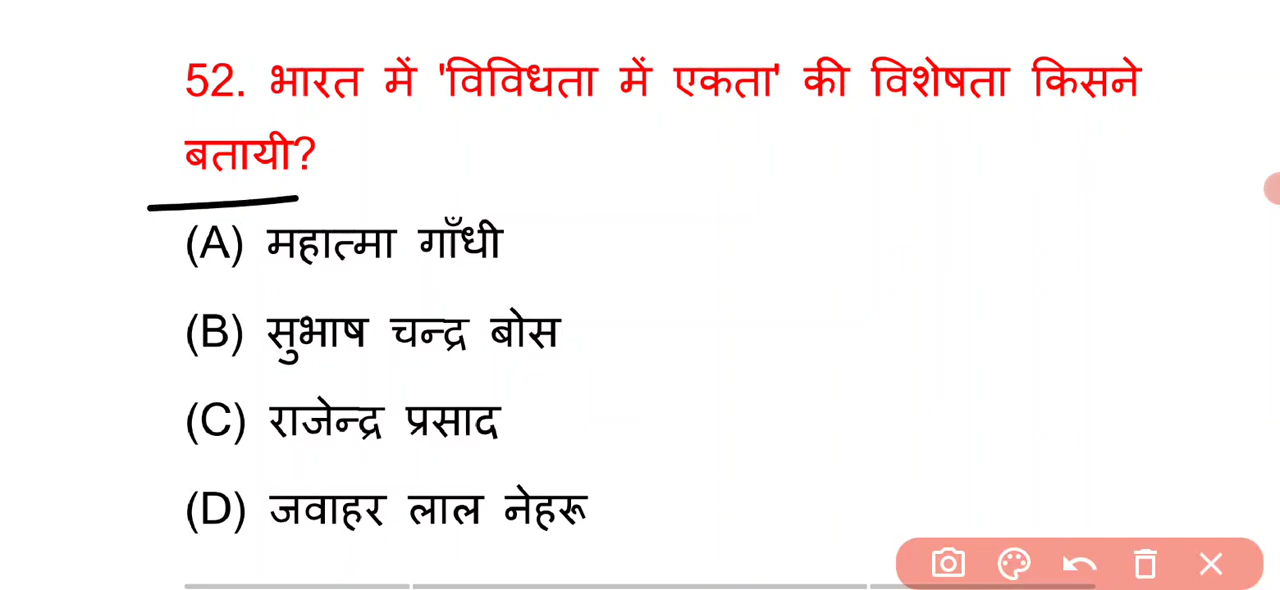 52. भारत में 'विविधता में एकता' की विशेषता किसने
बतायी?
(A) महात्मा गाँधी
(B) सुभाष चन्द्र बोस
(C) राजेन्द्र प्रसाद
(D) जवाहर लाल नेहरू